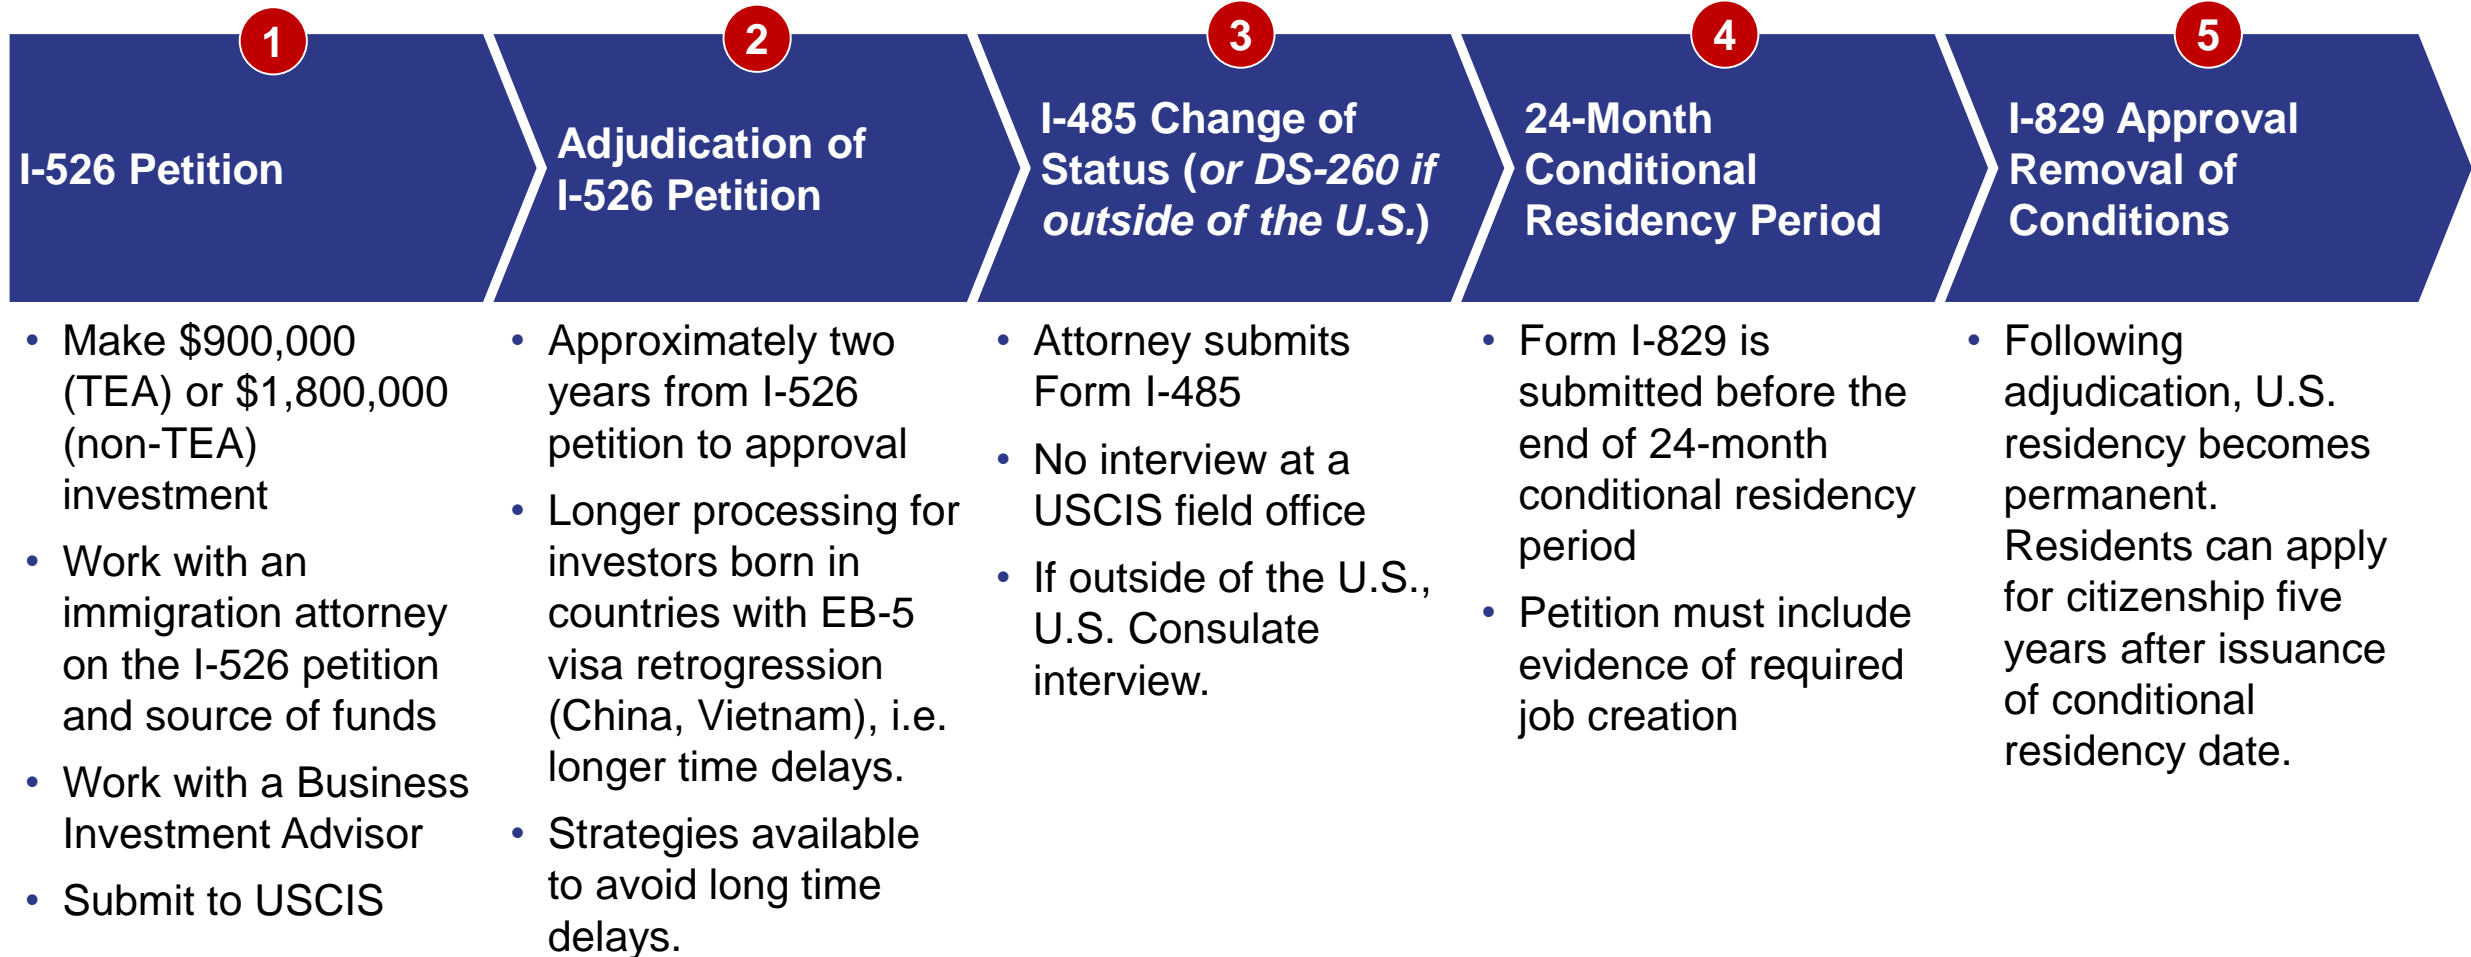 1
I-526 Petition
• Make $900,000
(TEA) or $1,800,000
(non-TEA)
investment
• Work with an
immigration attorney
on the I-526 petition
and source of funds
• Work with a Business
Investment Advisor
• Submit to USCIS
2
Adjudication of
I-526 Petition
• Approximately two
years from I-526
petition to approval
• Longer processing for
investors born in
countries with EB-5
visa retrogression
(China, Vietnam), i.e.
longer time delays.
• Strategies available
to avoid long time
delays.
3
I-485 Change of
Status (or DS-260 if
outside of the U.S.)
• Attorney submits
Form I-485
• No interview at a
USCIS field office
• If outside of the U.S.,
U.S. Consulate
interview.
4
24-Month
Conditional
Residency Period
• Form I-829 is
submitted before the
end of 24-month
conditional residency
period
• Petition must include
evidence of required
job creation
5
I-829 Approval
Removal of
Conditions
• Following
adjudication, U.S.
residency becomes
permanent.
Residents can apply
for citizenship five
years after issuance
of conditional
residency date.